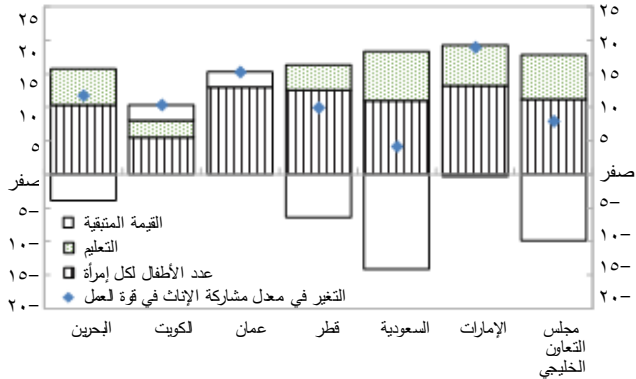 ٢٥
٢٠
١٥
١٠
٥
صفر
٥–
١٠–
١٥–
٢٠–
٢٥
٢٠
١٥
١٠
٥
صفر
٥–
١٠–
١٥–
٢٠–
القيمة المتبقية
التعليم
عدد الأطفال لكل إمرأة
التغير في معدل مشاركة الإناث في قوة العمل
البحرين
الكويت
عمان
قطر
السعودية
الإمارات
مجلس
التعاون
الخليجي